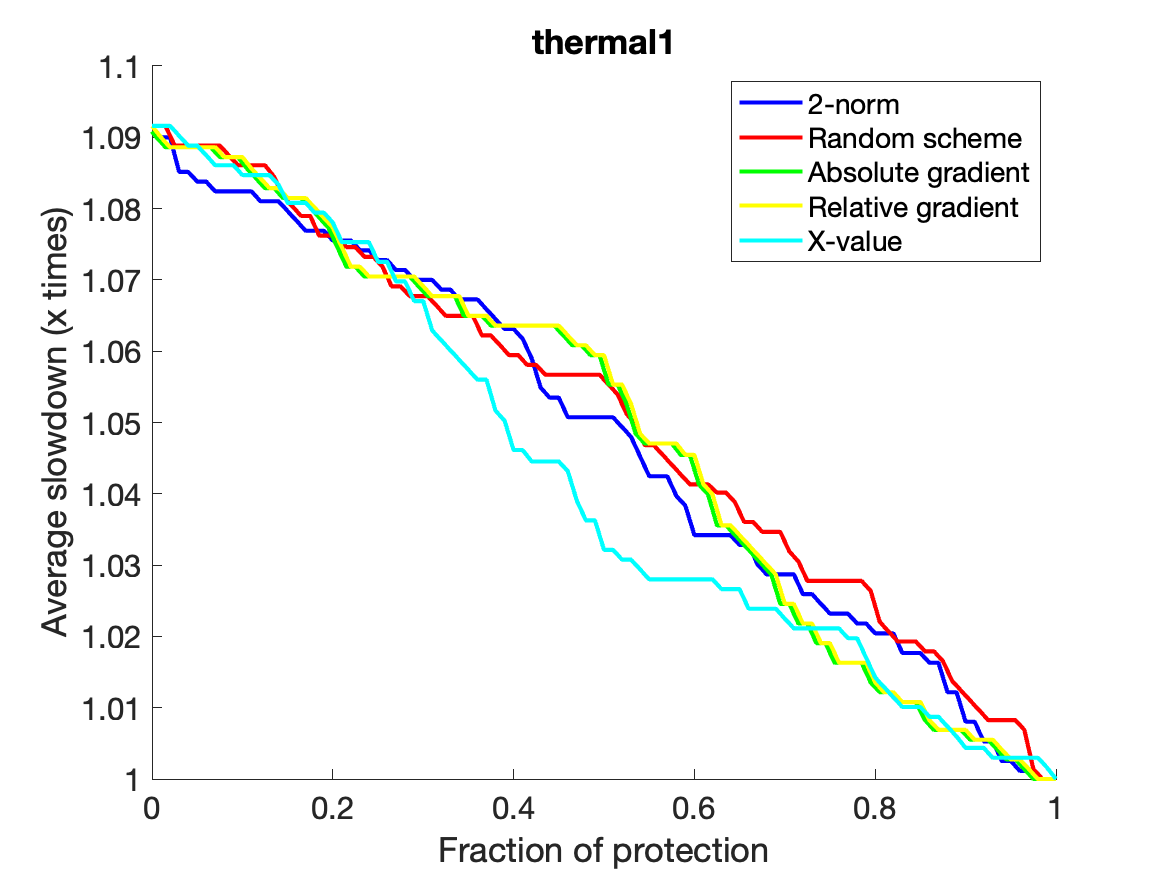 thermal1
1.1
1.09
1.08
1.07
1.06
1.05
1.04
1.03
1.02
1.01
1
Average slowdown (x times)
2-norm
Random scheme
Absolute gradient
Relative gradient
X-value
0 0.2 0.4 0.6 0.8 1
Fraction of protection